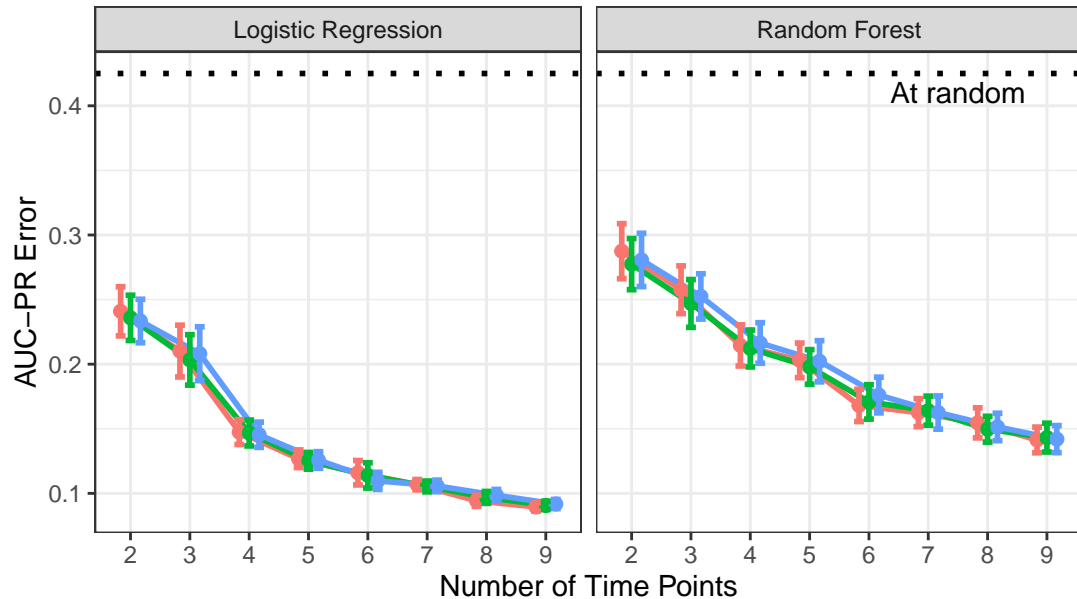 Logistic Regression
Random Forest
At random
AUC−PR Error
0.4
0.3
0.2
0.1
2 3 4 5 6 7 8 9
2 3 4 5 6 7 8 9
Number of Time Points